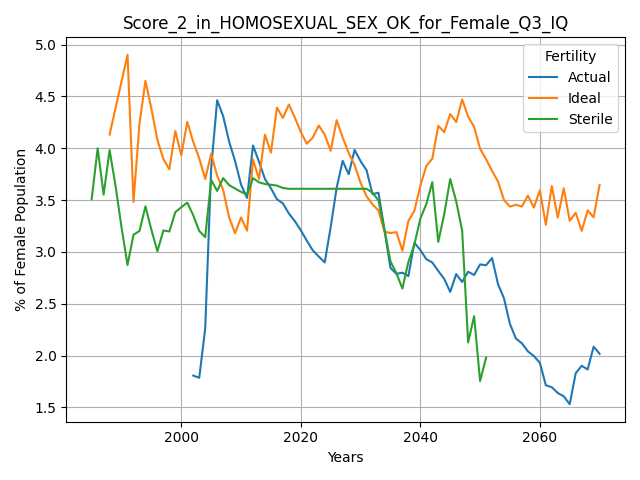 Score_2_in_HOMOSEXUAL_SEX_OK_for_Female_Q3_IQ
5.0
4.5
4.0
3.5
3.0
2.5
2.0
1.5
% of Female Population
Fertility
Actual
Ideal
Sterile
2000
2020
2040
2060
Years